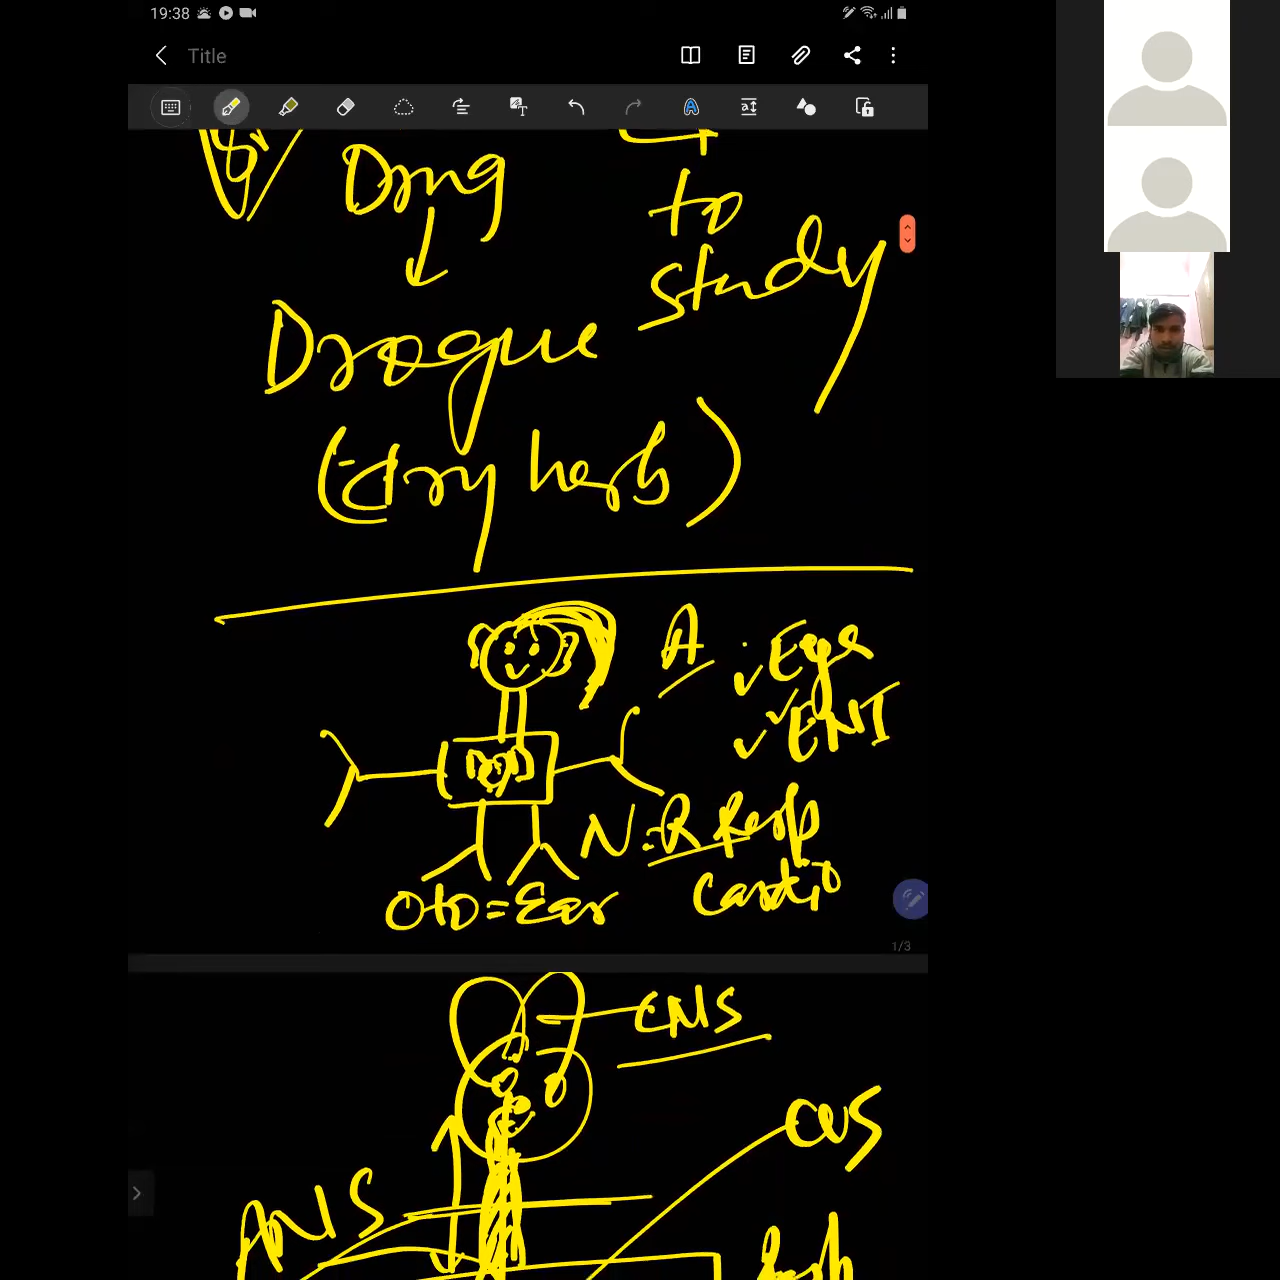 19:38
Title
Drug
to
study
Drogue
(dry herb)
A
Eye
ENT
N = R Resp
Cardio
Oto = Ear
1/3
CNS
CVS
ANS